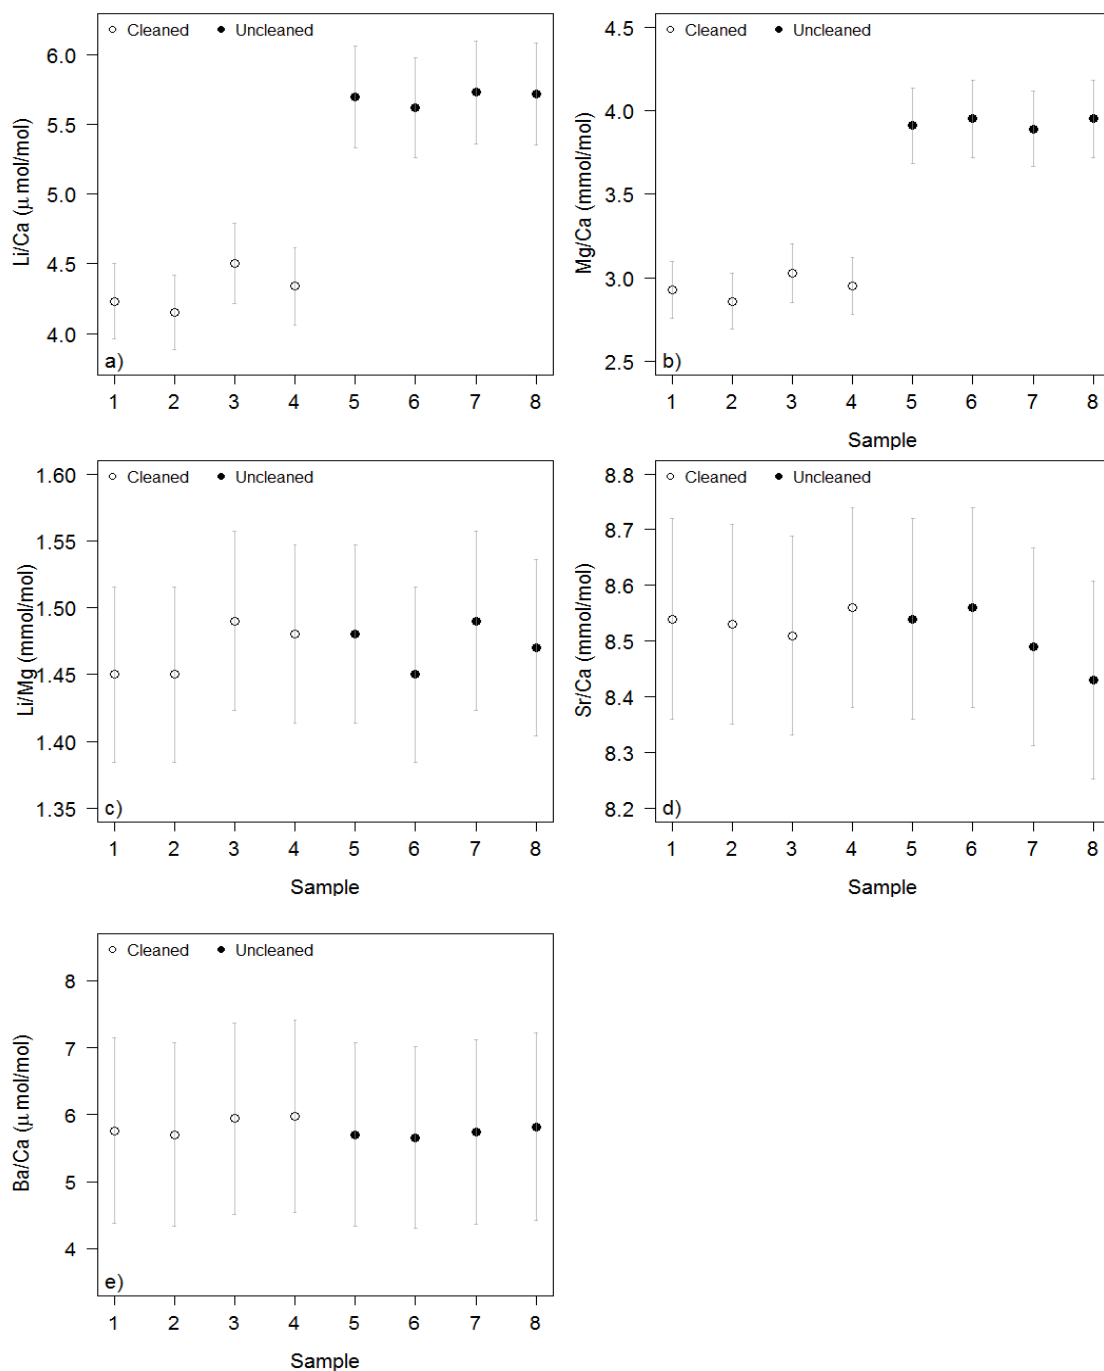 Cleaned Uncleaned
6.0
5.5
5.0
4.5
4.0
Li/Ca (μ mol/mol)
a)
1 2 3 4 5 6 7 8
Cleaned Uncleaned
4.5
4.0
3.5
3.0
2.5
Mg/Ca (mmol/mol)
b)
1 2 3 4 5 6 7 8
Sample
Cleaned Uncleaned
1.60
1.55
1.50
1.45
1.40
1.35
Li/Mg (mmol/mol)
c)
1 2 3 4 5 6 7 8
Sample
Cleaned Uncleaned
8.8
8.7
8.6
8.5
8.4
8.3
8.2
Sr/Ca (mmol/mol)
d)
1 2 3 4 5 6 7 8
Sample
Cleaned Uncleaned
8
7
6
5
4
Ba/Ca (μ mol/mol)
e)
1 2 3 4 5 6 7 8
Sample